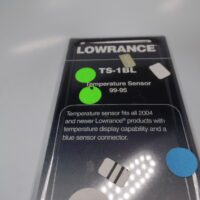 LOWRANCE
TS-1BL
Temperature Sensor
99-95
Temperature sensor fits all 2004
and newer Lowrance® products with
temperature display capability and a
blue sensor connector.